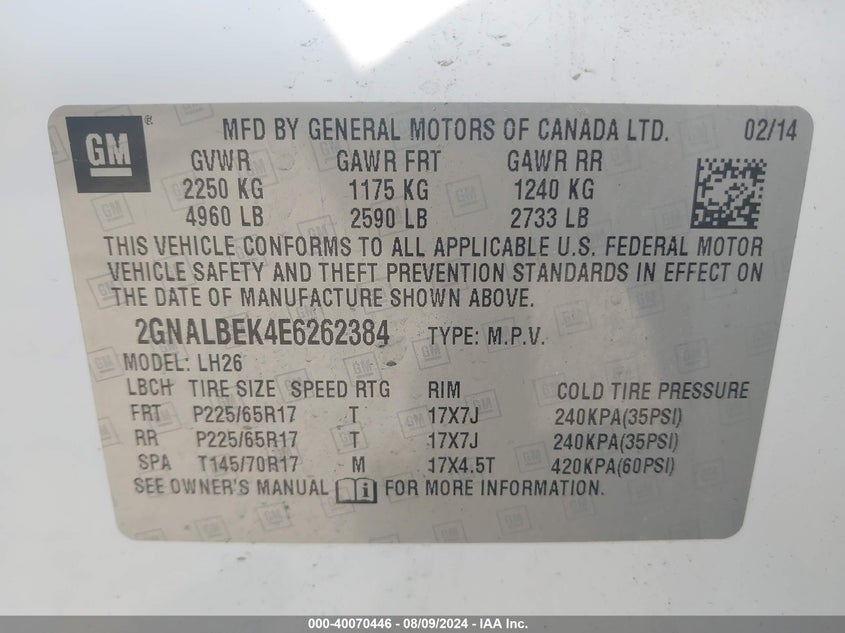 GM
MFD BY GENERAL MOTORS OF CANADA LTD. 02/14
GVWR GAWR FRT GAWR RR
2250 KG 1175 KG 1240 KG
4960 LB 2590 LB 2733 LB
THIS VEHICLE CONFORMS TO ALL APPLICABLE U.S. FEDERAL MOTOR
VEHICLE SAFETY AND THEFT PREVENTION STANDARDS IN EFFECT ON
THE DATE OF MANUFACTURE SHOWN ABOVE.
2GNALBEK4E6262384 TYPE: M.P.V.
MODEL: LH26
LBCH TIRE SIZE SPEED RTG RIM COLD TIRE PRESSURE
FRT P225/65R17 T 17X7J 240KPA(35PSI)
RR P225/65R17 T 17X7J 240KPA(35PSI)
SPA T145/70R17 M 17X4.5T 420KPA(60PSI)
SEE OWNER'S MANUAL FOR MORE INFORMATION.
000-40070446 - 08/09/2024 - IAA Inc.